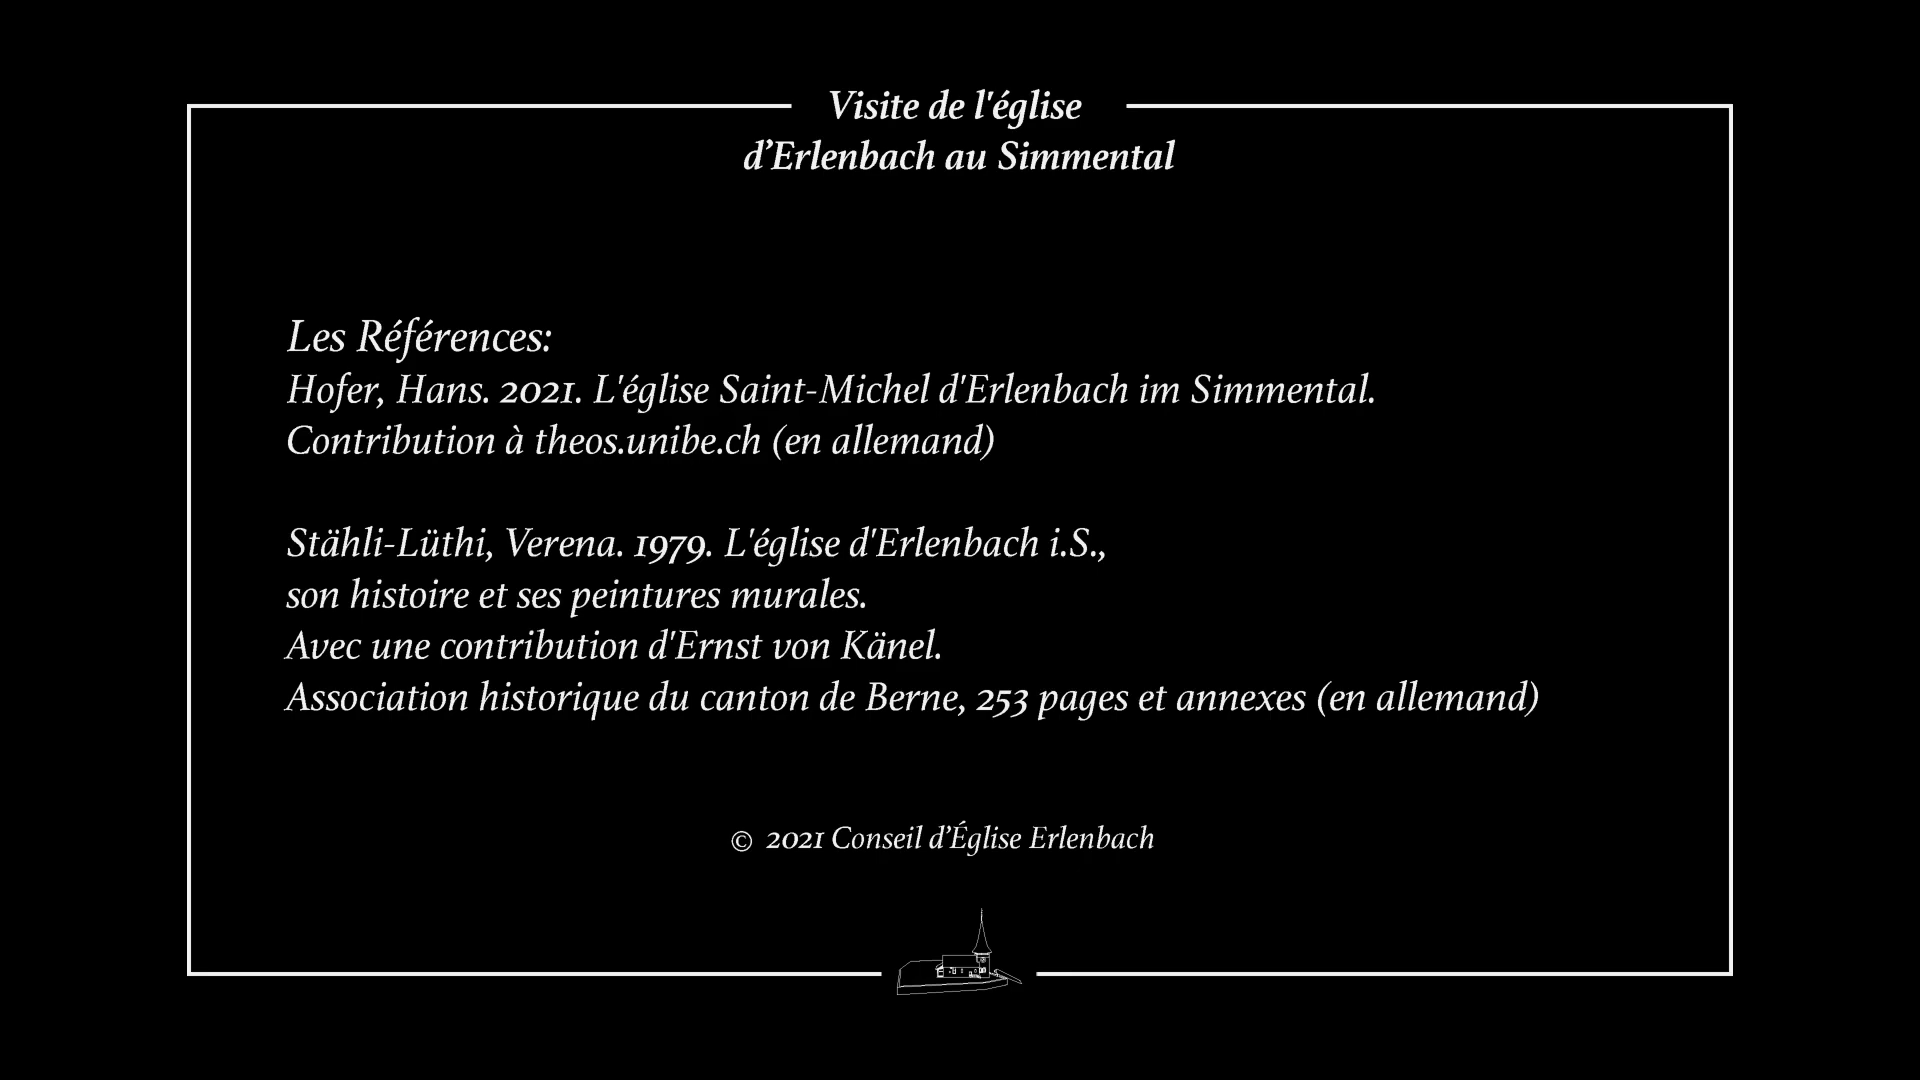 Visite de l'église
d’Erlenbach au Simmental
Les Références:
Hofer, Hans. 2021. L'église Saint-Michel d'Erlenbach im Simmental.
Contribution à theos.unibe.ch (en allemand)
Stähli-Lüthi, Verena. 1979. L'église d'Erlenbach i.S.,
son histoire et ses peintures murales.
Avec une contribution d'Ernst von Känel.
Association historique du canton de Berne, 253 pages et annexes (en allemand)
© 2021 Conseil d’Église Erlenbach